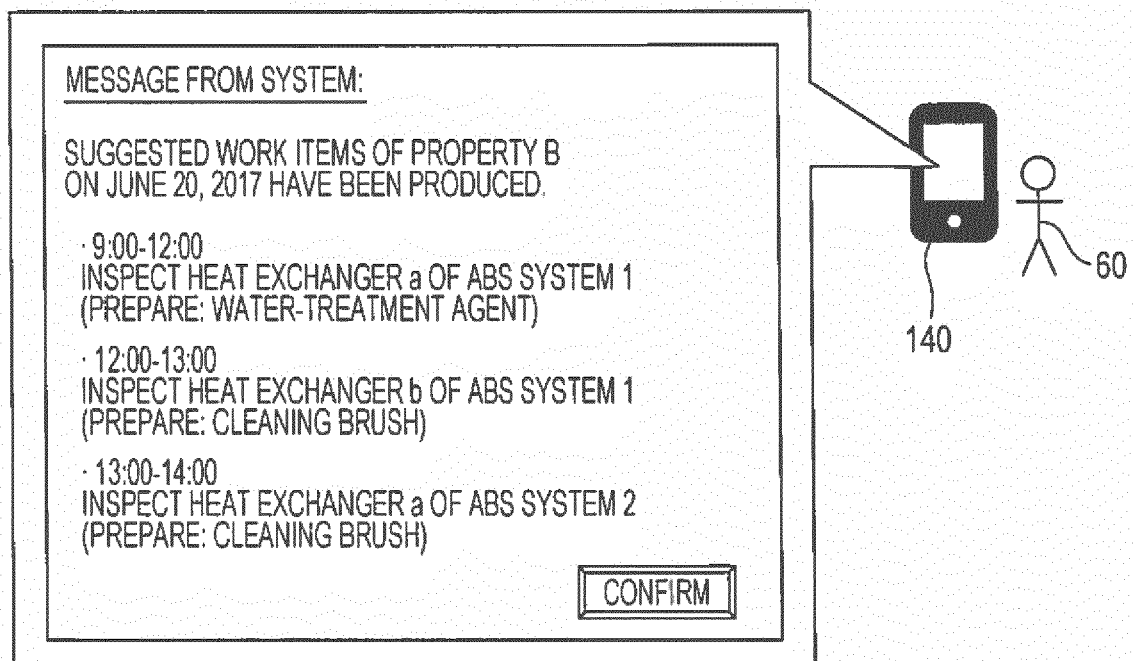 MESSAGE FROM SYSTEM:
SUGGESTED WORK ITEMS OF PROPERTY B
ON JUNE 20, 2017 HAVE BEEN PRODUCED.
· 9:00-12:00
INSPECT HEAT EXCHANGER a OF ABS SYSTEM 1
(PREPARE: WATER-TREATMENT AGENT)
· 12:00-13:00
INSPECT HEAT EXCHANGER b OF ABS SYSTEM 1
(PREPARE: CLEANING BRUSH)
· 13:00-14:00
INSPECT HEAT EXCHANGER a OF ABS SYSTEM 2
(PREPARE: CLEANING BRUSH)
CONFIRM
60
140